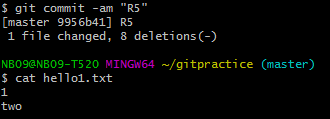 $ git commit -am "R5"
[master 9956b41] R5
 1 file changed, 8 deletions(-)
NB09@NB09-T520 MINGW64 ~/gitpractice (master)
$ cat hello1.txt
1
two